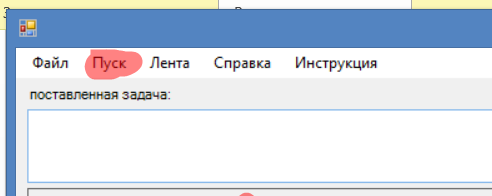 Файл Пуск Лента Справка Инструкция
поставленная задача: